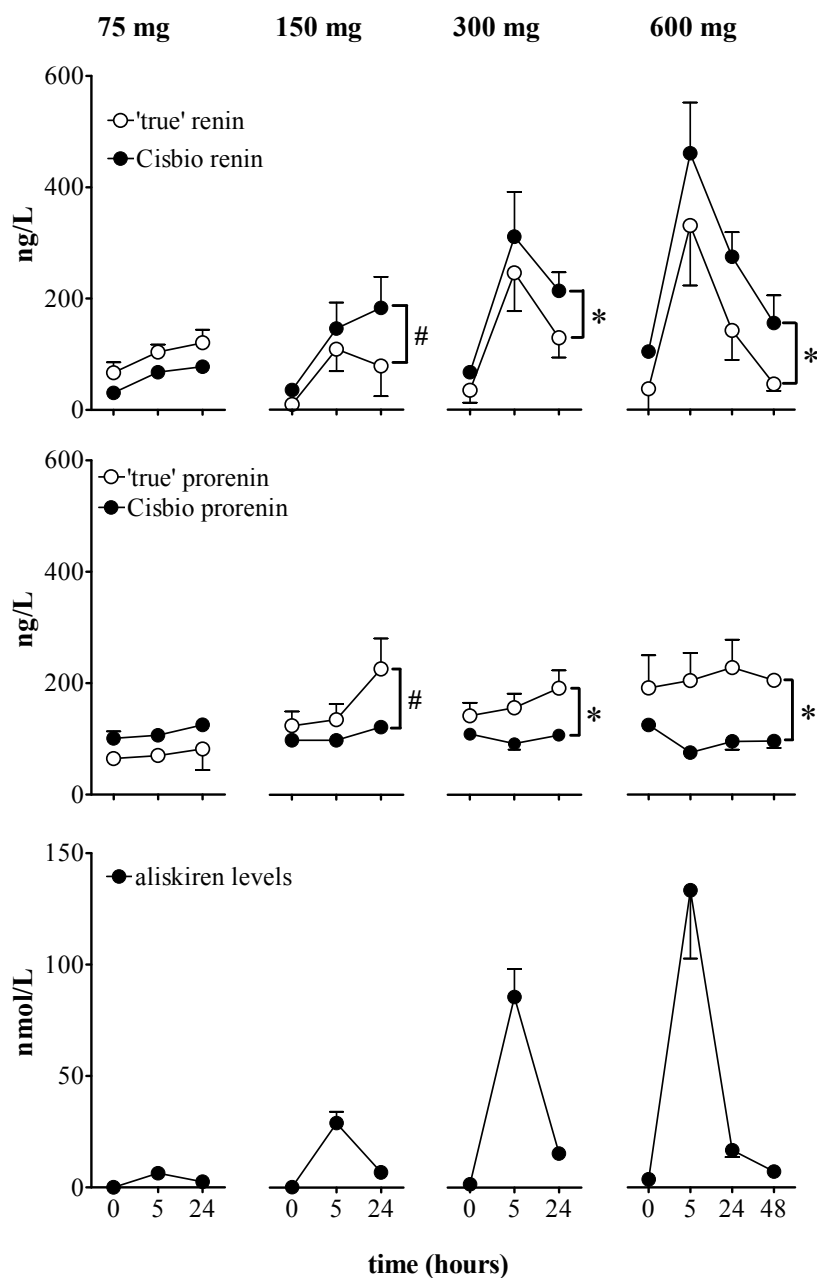 75 mg 150 mg 300 mg 600 mg
600
'true' renin
Cisbio renin
400
ng/L
200
#
*
*
0
600
'true' prorenin
Cisbio prorenin
400
ng/L
200
#
*
*
0
150
aliskiren levels
100
nmol/L
50
0
0 5 24 0 5 24 0 5 24 0 5 24 48
time (hours)